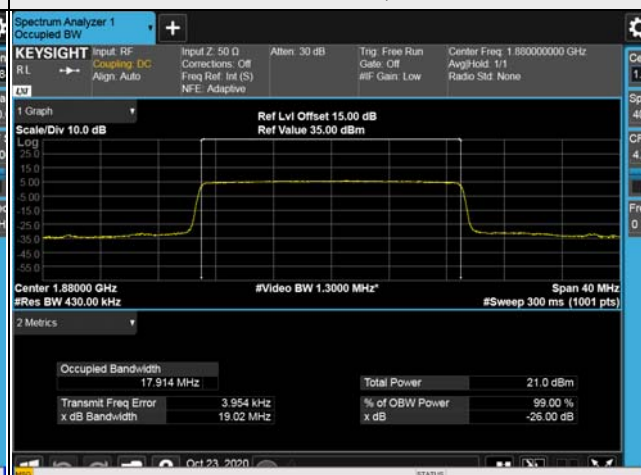 Spectrum Analyzer 1
Occupied BW
+
KEYSIGHT Input: RF Input Z: 50 Ω Atten: 30 dB Trig: Free Run Center Freq: 1.880000000 GHz
RL Coupling: DC Corrections: Off Gate: Off Avg|Hold: 1/1
Align: Auto Freq Ref: Int (S) #IF Gain: Low Radio Std: None
LXI NFE: Adaptive
1 Graph
Ref Lvl Offset 15.00 dB
Scale/Div 10.0 dB Ref Value 35.00 dBm
Log
25.0
15.0
5.00
-5.00
-15.0
-25.0
-35.0
-45.0
-55.0
Center 1.88000 GHz #Video BW 1.3000 MHz* Span 40 MHz
#Res BW 430.00 kHz #Sweep 300 ms (1001 pts)
2 Metrics
Occupied Bandwidth
17.914 MHz Total Power 21.0 dBm
Transmit Freq Error 3.954 kHz % of OBW Power 99.00 %
x dB Bandwidth 19.02 MHz x dB -26.00 dB
Oct 23, 2020
MSG STATUS